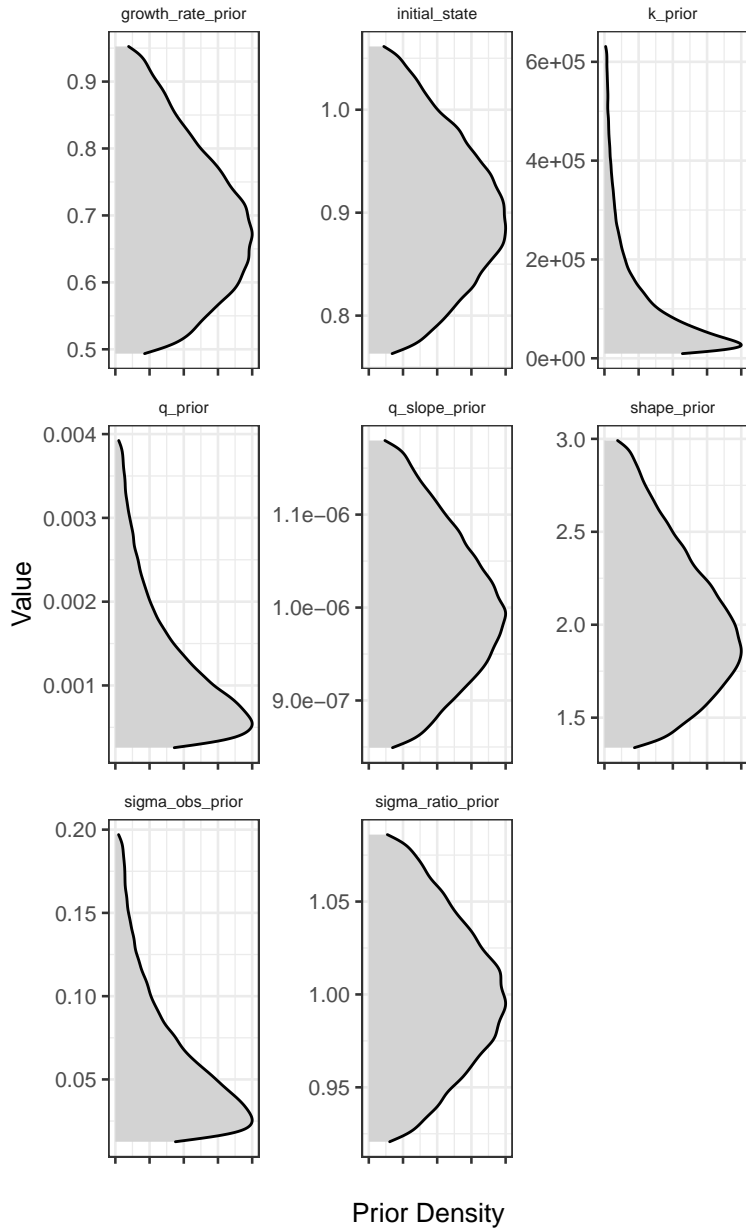 growth_rate_prior
initial_state
k_prior
0.9
0.8
0.7
0.6
0.5
1.0
0.9
0.8
6e+05
4e+05
2e+05
0e+00
q_prior
q_slope_prior
shape_prior
0.004
0.003
0.002
0.001
1.1e−06
1.0e−06
9.0e−07
3.0
2.5
2.0
1.5
Value
sigma_obs_prior
sigma_ratio_prior
0.20
0.15
0.10
0.05
1.05
1.00
0.95
Prior Density